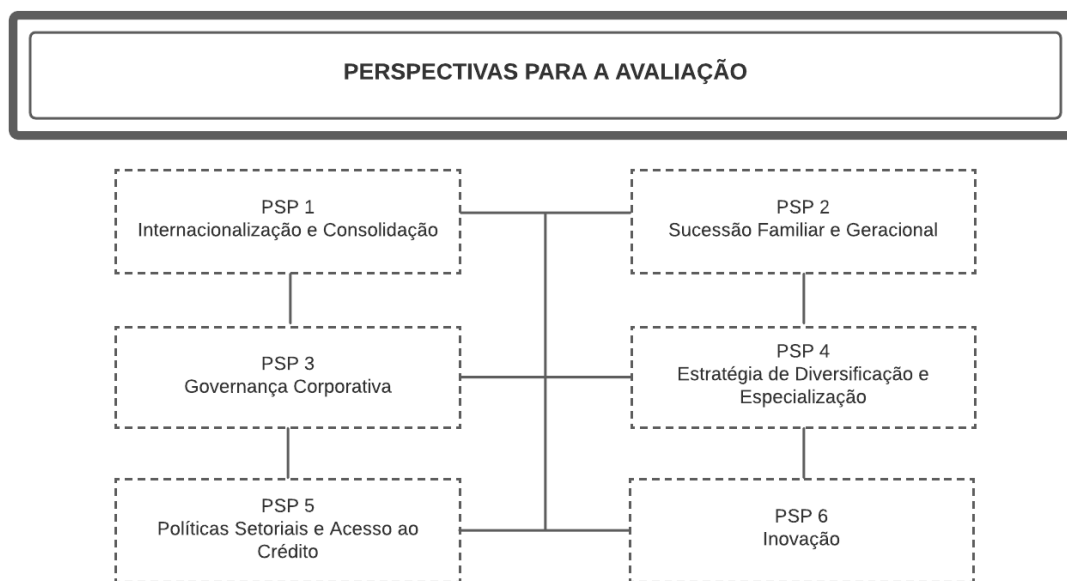 PERSPECTIVAS PARA A AVALIAÇÃO
PSP 1
Internacionalização e Consolidação
PSP 2
Sucessão Familiar e Geracional
PSP 3
Governança Corporativa
PSP 4
Estratégia de Diversificação e
Especialização
PSP 5
Políticas Setoriais e Acesso ao
Crédito
PSP 6
Inovação